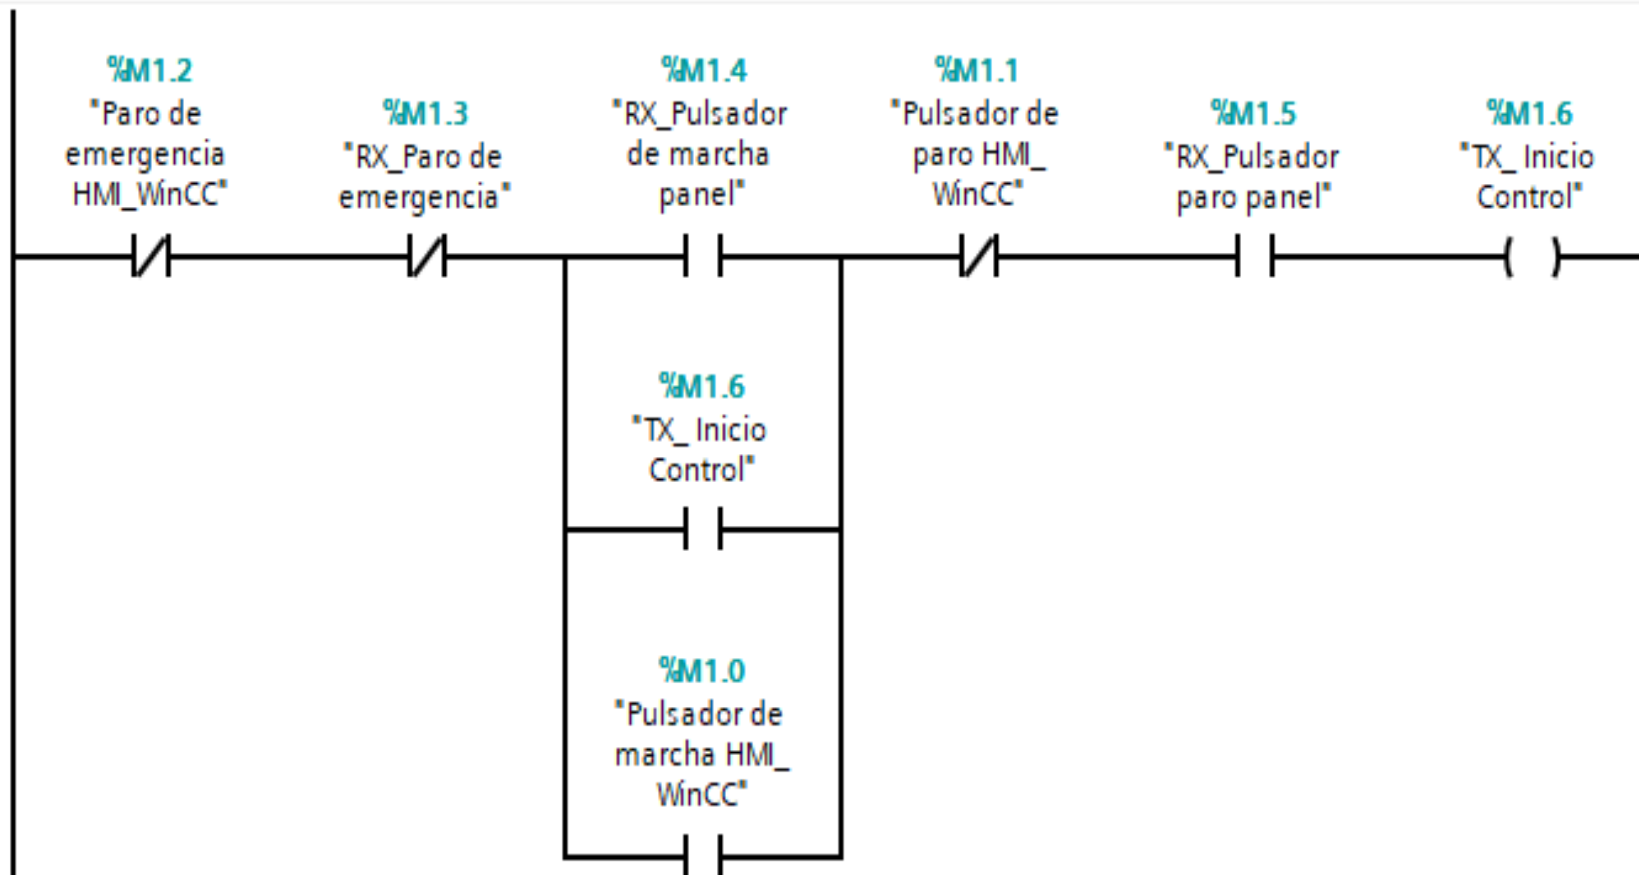 %M1.2
"Paro de
emergencia
HMI_WinCC"
%M1.3
"RX_Paro de
emergencia"
%M1.4
"RX_Pulsador
de marcha
panel"
%M1.1
"Pulsador de
paro HMI_
WinCC"
%M1.5
"RX_Pulsador
paro panel"
%M1.6
"TX_ Inicio
Control"
%M1.6
"TX_ Inicio
Control"
%M1.0
"Pulsador de
marcha HMI_
WinCC"